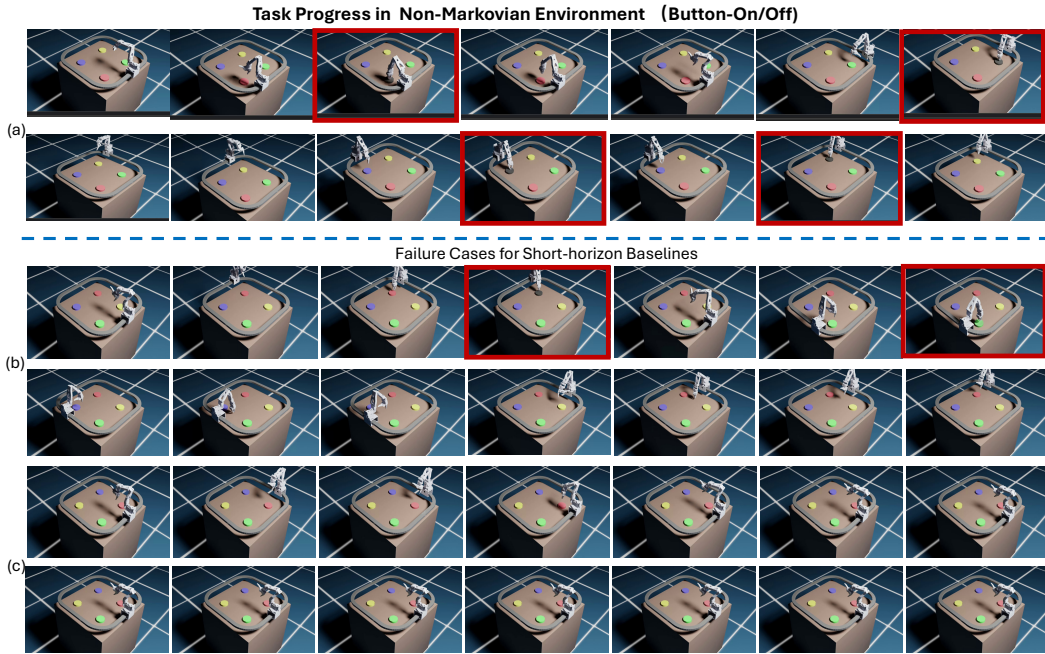 Task Progress in Non-Markovian Environment （Button-On/Off)
(a)
Failure Cases for Short-horizon Baselines
(b)
(c)